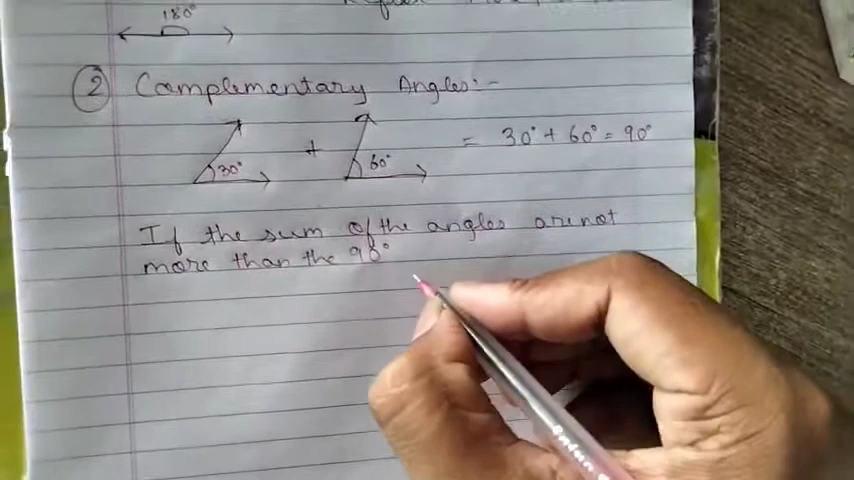 180°
② Complementary Angles:-
30° + 60° = 30° + 60° = 90°
If the sum of the angles are not
more than the 90°